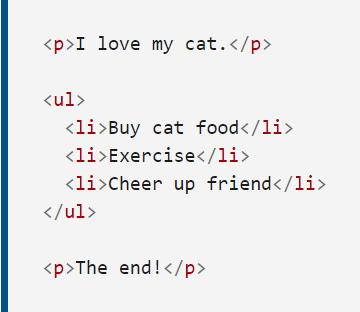 <p>I love my cat.</p>
<ul>
<li>Buy cat food</li>
<li>Exercise</li>
<li>Cheer up friend</li>
</ul>
<p>The end!</p>